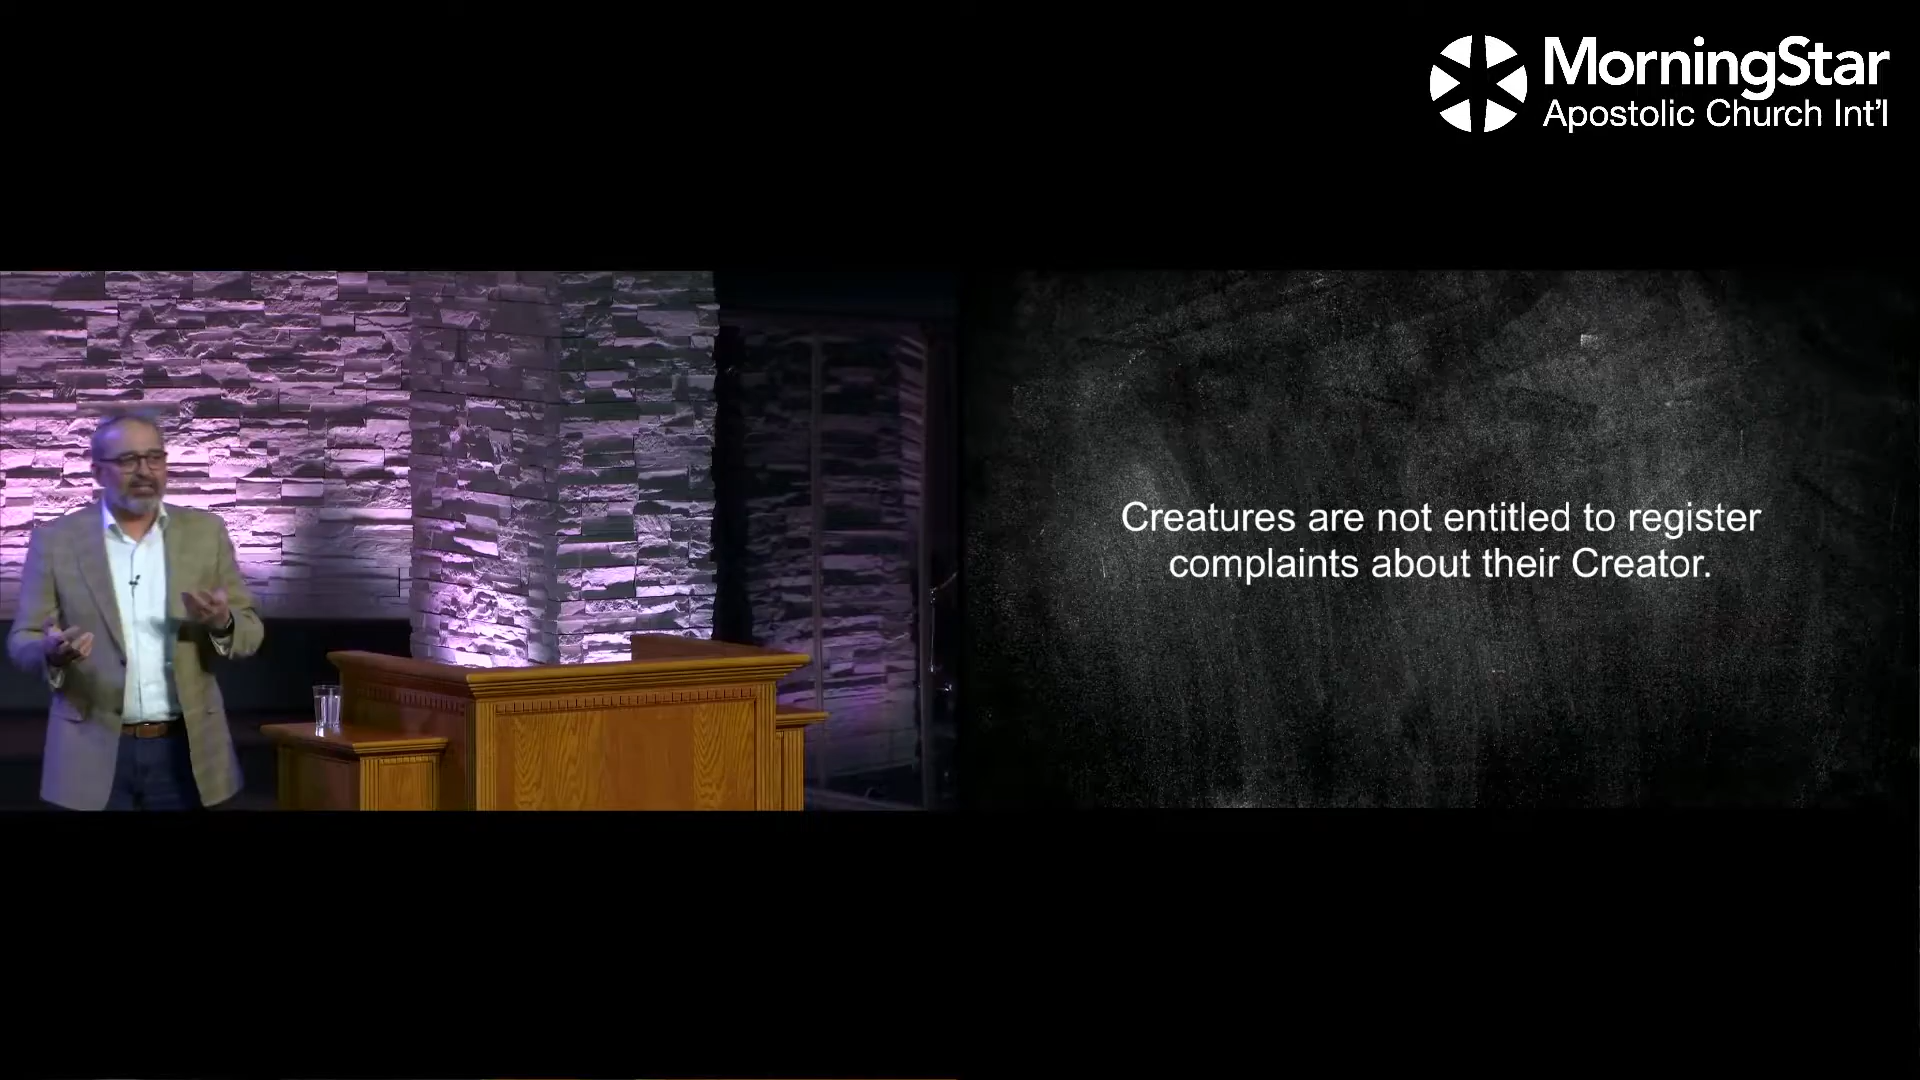 MorningStar
Apostolic Church Int'l
Creatures are not entitled to register
complaints about their Creator.